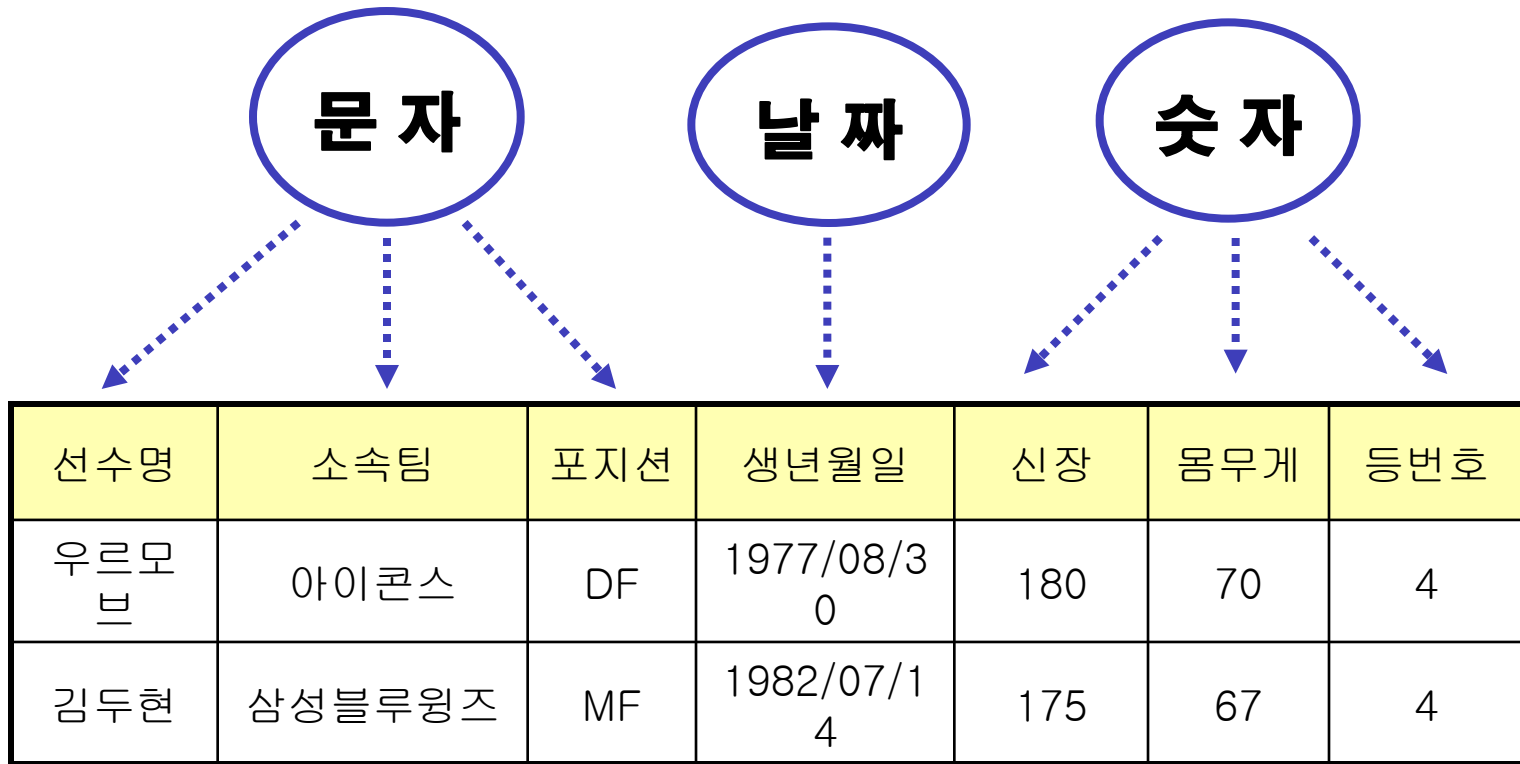 문 자 날 짜 숫 자
선수명 소속팀 포지션 생년월일 신장 몸무게 등번호
우르모
브 아이콘스 DF 1977/08/3
0 180 70 4
김두현 삼성블루윙즈 MF 1982/07/1
4 175 67 4